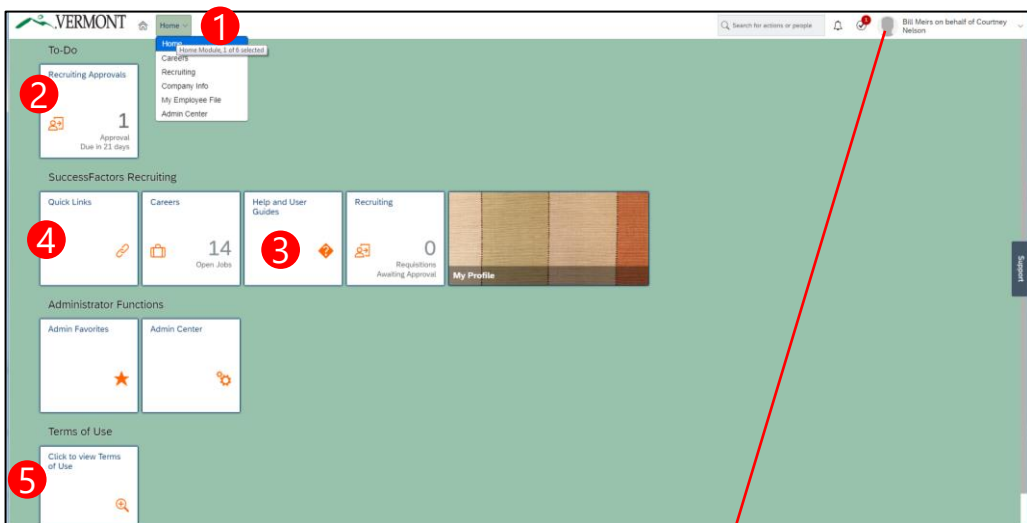 VERMONT
Home
1
Search for actions or people
1
Bill Meirs on behalf of Courtney
Nelson
Home
Home Module, 1 of 6 selected
Careers
Recruiting
Company Info
My Employee File
Admin Center
To-Do
Recruiting Approvals
2
1
Approval
Due in 21 days
SuccessFactors Recruiting
Quick Links
4
Careers
14
Open Jobs
Help and User
Guides
3
Recruiting
0
Requisitions
Awaiting Approval
My Profile
Support
Administrator Functions
Admin Favorites
Admin Center
Terms of Use
Click to view Terms
of Use
5